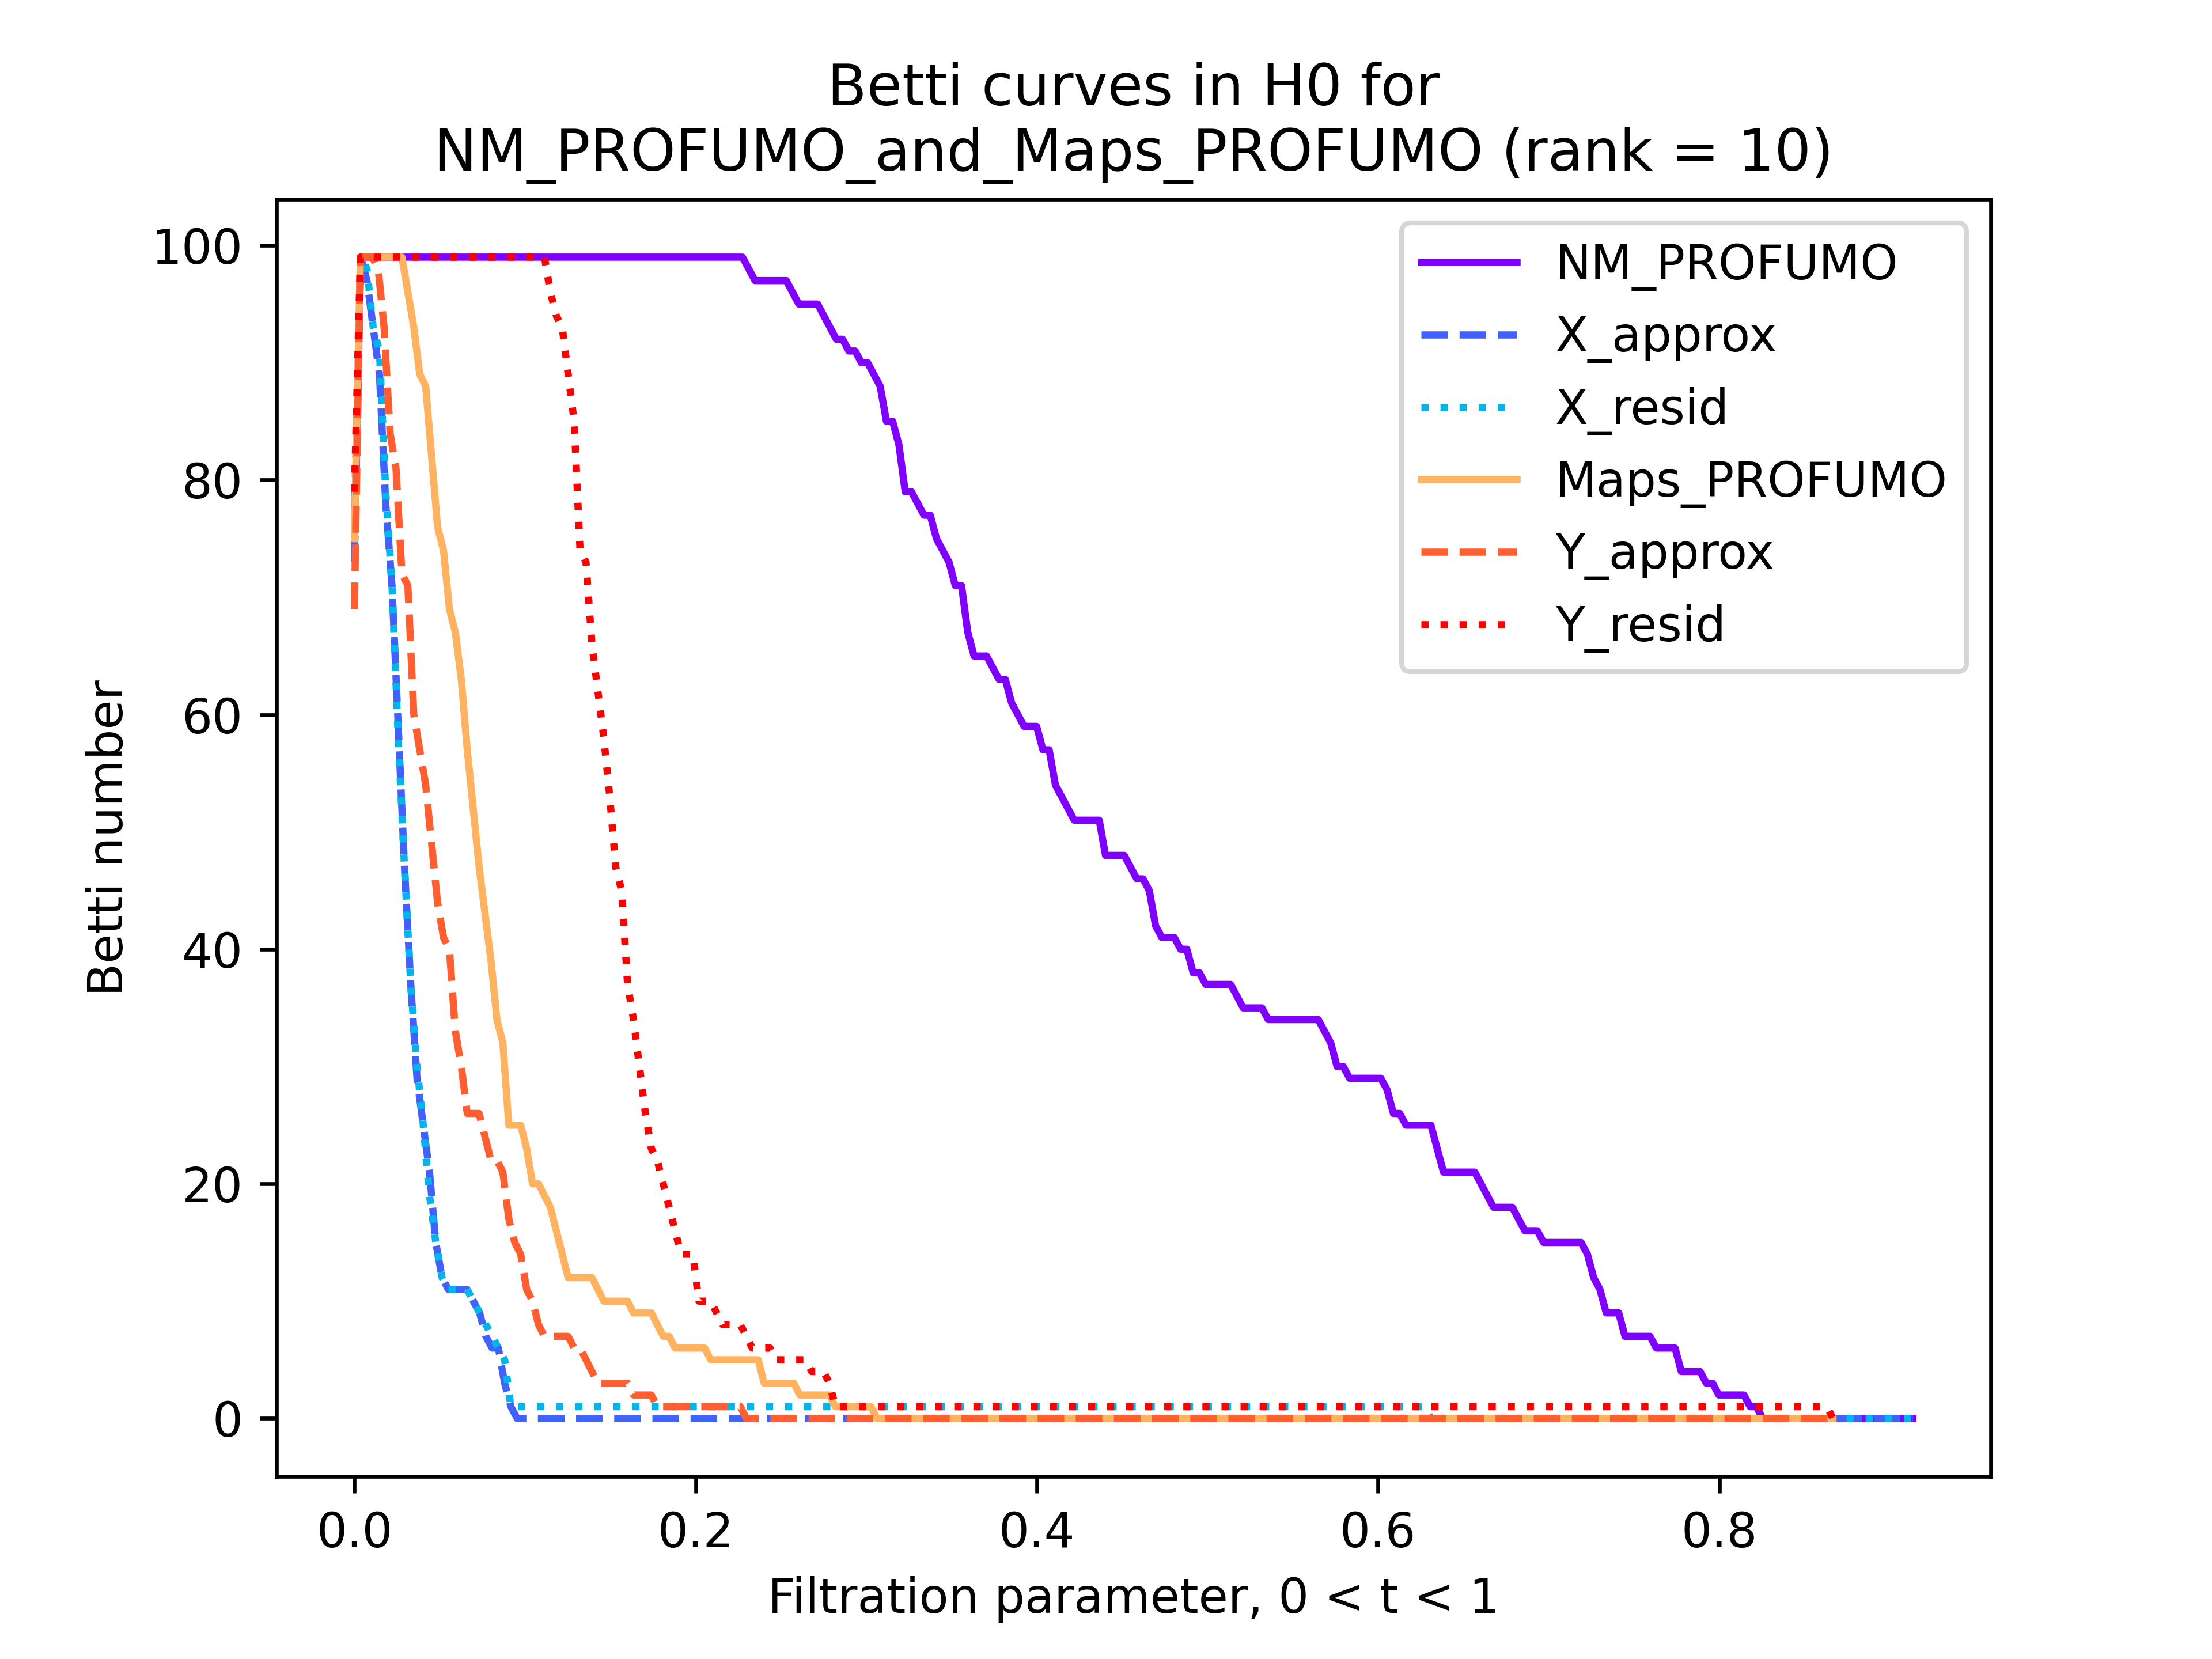 Betti curves in H0 for
NM_PROFUMO_and_Maps_PROFUMO (rank = 10)
NM_PROFUMO
X_approx
X_resid
Maps_PROFUMO
Y_approx
Y_resid
100
80
60
40
20
0
Betti number
0.0 0.2 0.4 0.6 0.8
Filtration parameter, 0 < t < 1